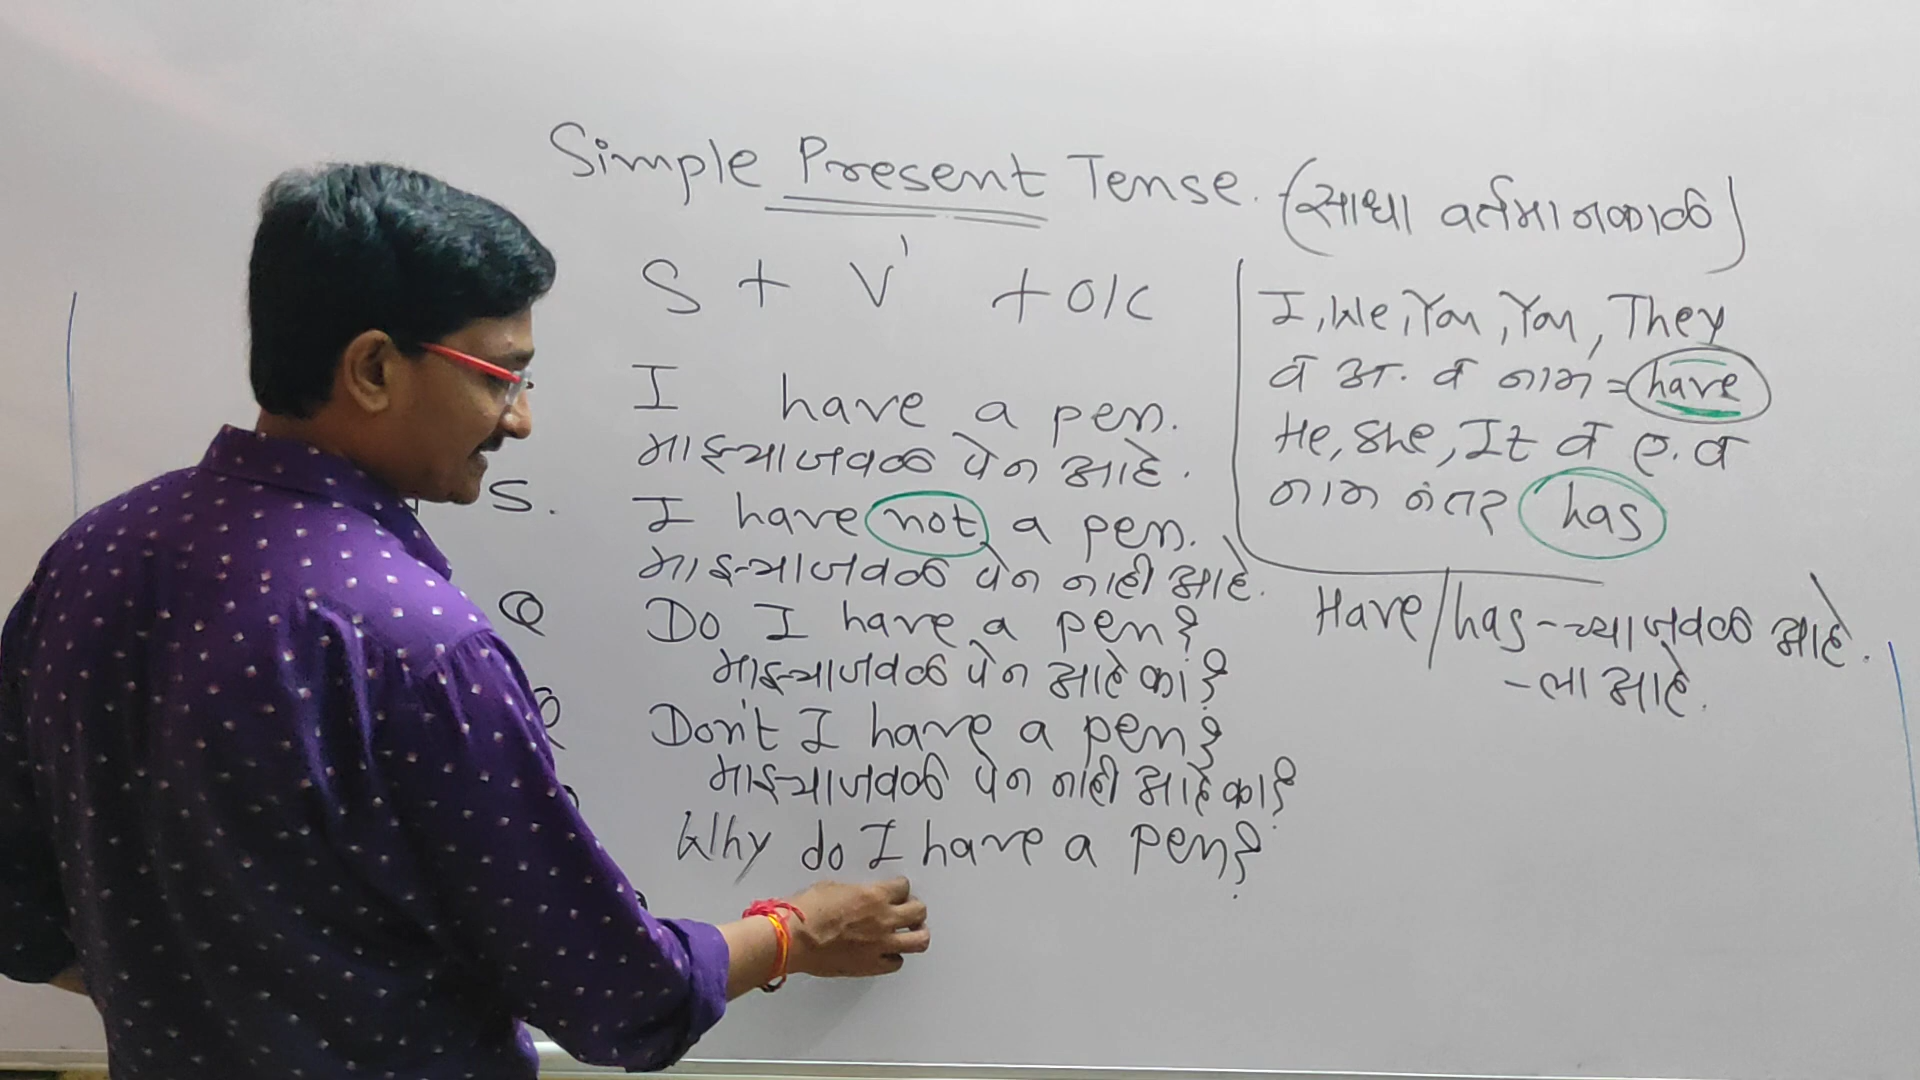 Simple Present Tense. (साधा वर्तमानकाळ)
S + V¹ + O/C
I have a pen.
माझ्याजवळ पेन आहे.
S. I have not a pen.
माझ्याजवळ पेन नाही आहे.
Q Do I have a pen?
माझ्याजवळ पेन आहे का?
Q Don't I have a pen?
माझ्याजवळ पेन नाही आहे का?
Why do I have a pen?
I, We, You, You, They
व अ. व नाम = have
He, She, It व ए. व
नाम नंतर has
Have/has - च्याजवळ आहे.
- ला आहे.